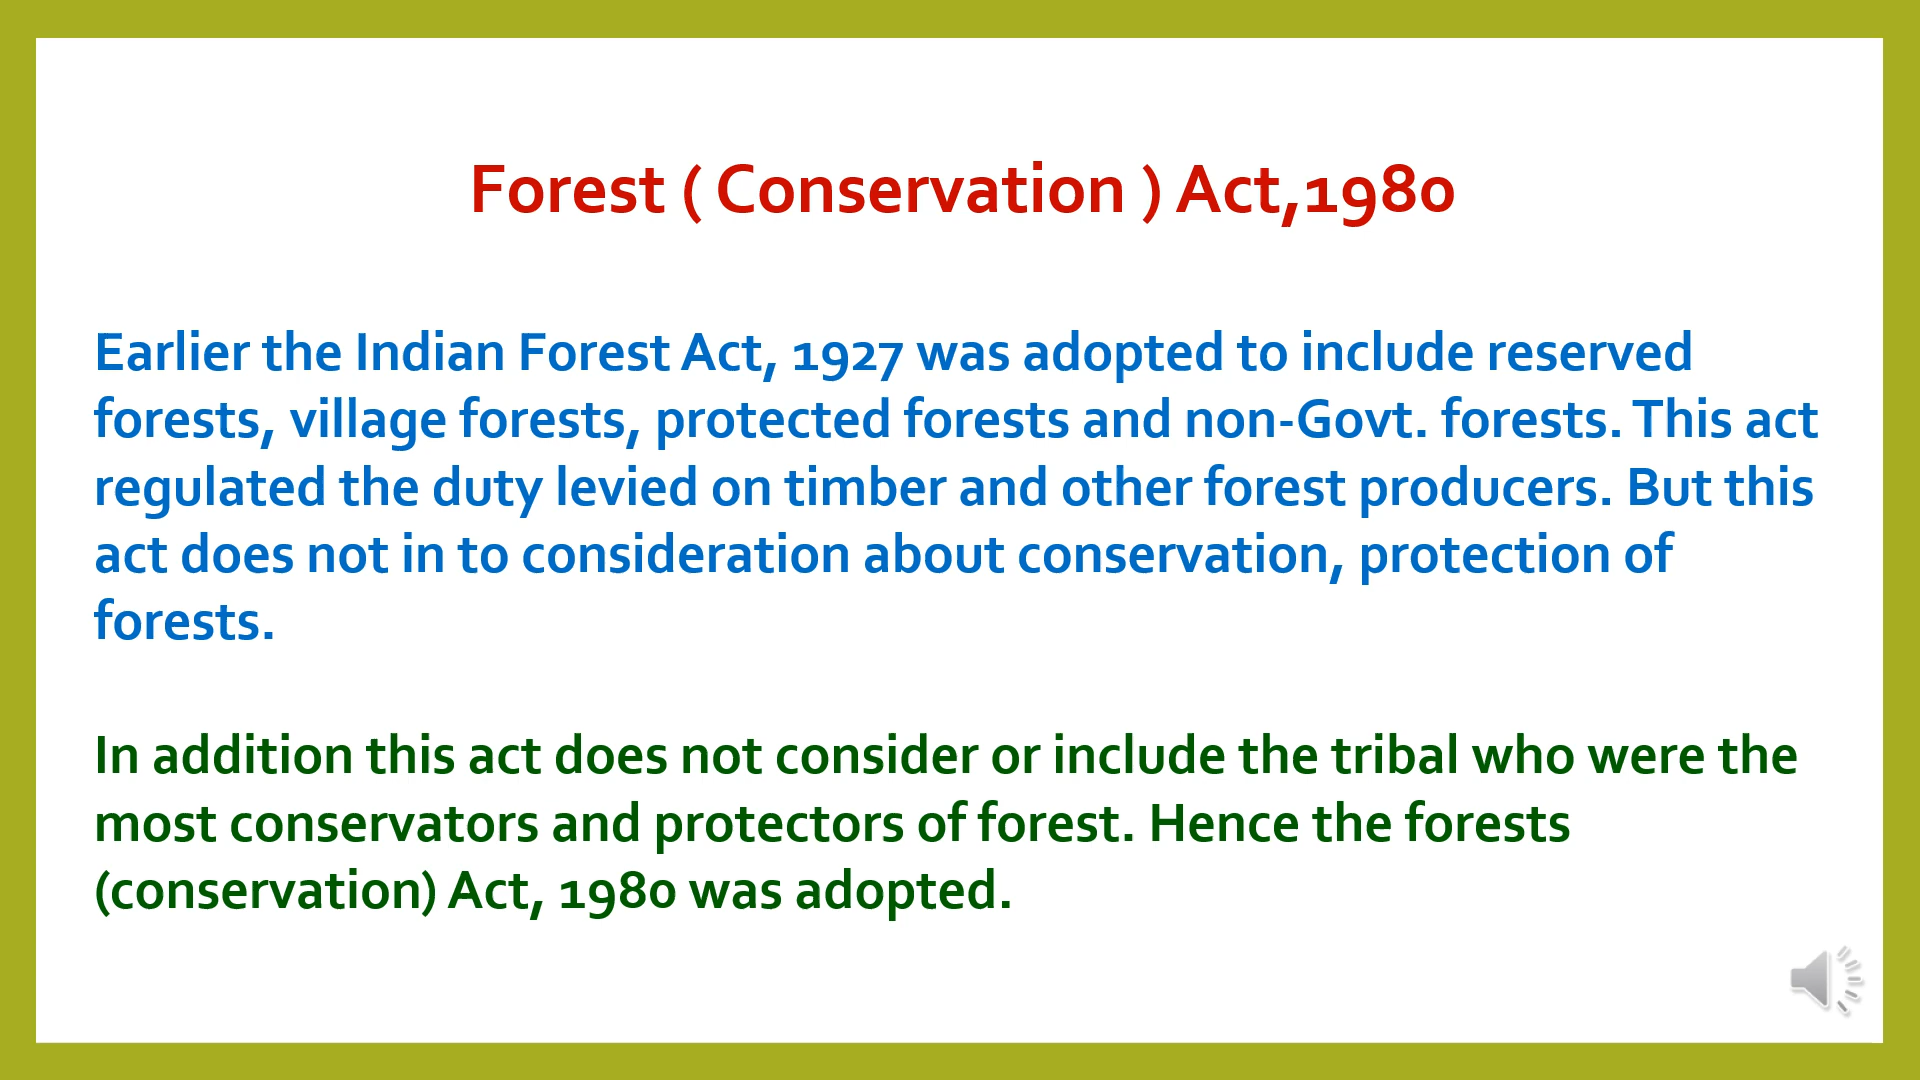 Forest ( Conservation ) Act,1980
Earlier the Indian Forest Act, 1927 was adopted to include reserved
forests, village forests, protected forests and non-Govt. forests. This act
regulated the duty levied on timber and other forest producers. But this
act does not in to consideration about conservation, protection of
forests.
In addition this act does not consider or include the tribal who were the
most conservators and protectors of forest. Hence the forests
(conservation) Act, 1980 was adopted.